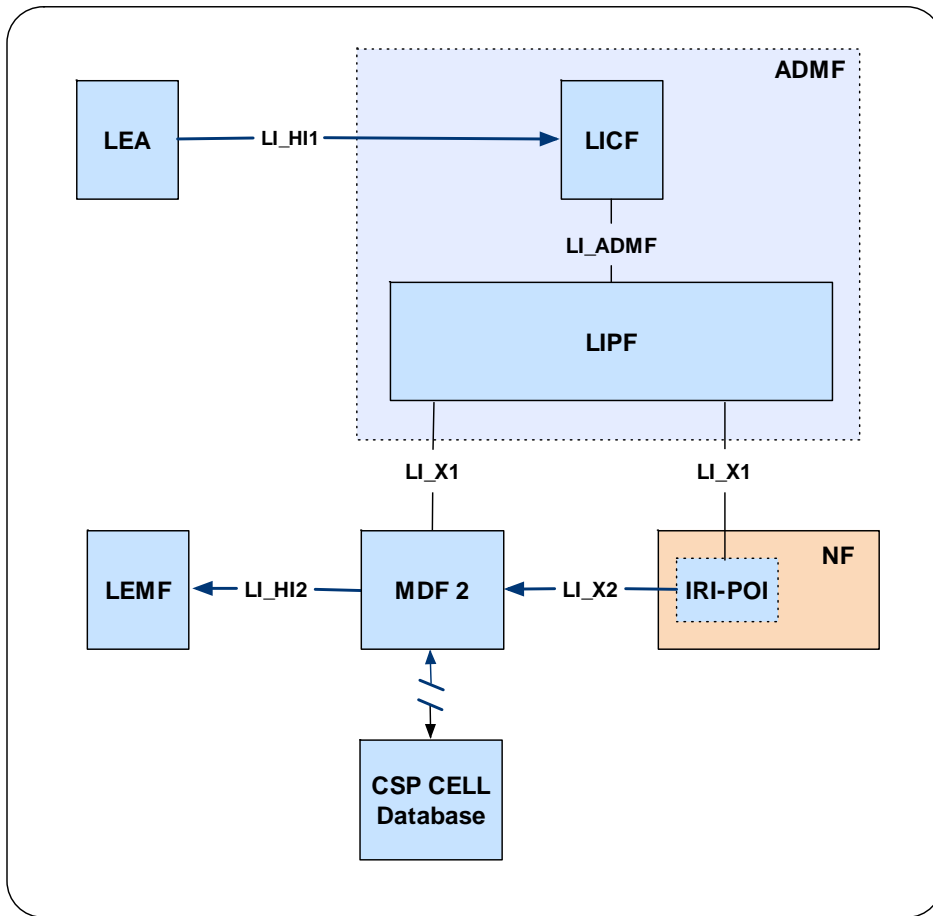 ADMF
LEA
LI_HI1
LICF
LI_ADMF
LIPF
LI_X1
LI_X1
NF
LEMF
LI_HI2
MDF 2
LI_X2
IRI-POI
CSP CELL
Database